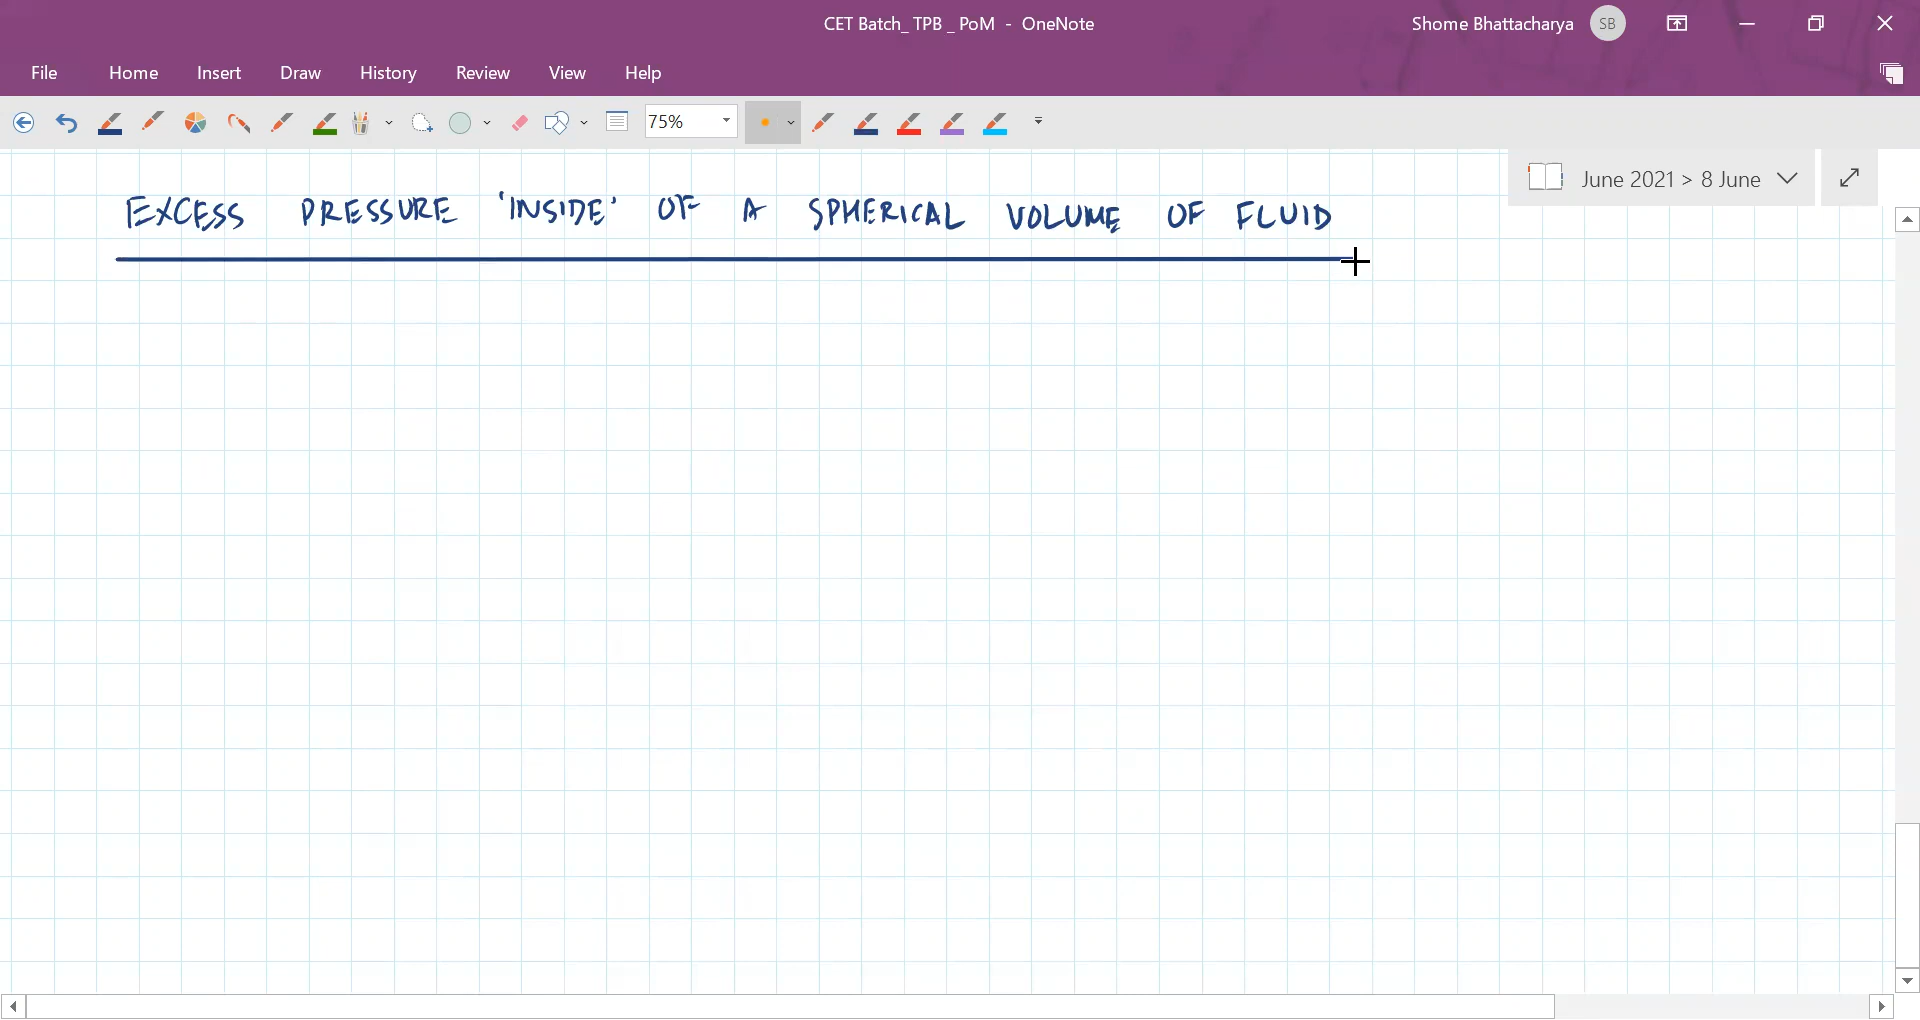 CET Batch_ TPB _ PoM - OneNote
Shome Bhattacharya SB
File Home Insert Draw History Review View Help
75%
June 2021 > 8 June
EXCESS PRESSURE 'INSIDE' OF A SPHERICAL VOLUME OF FLUID